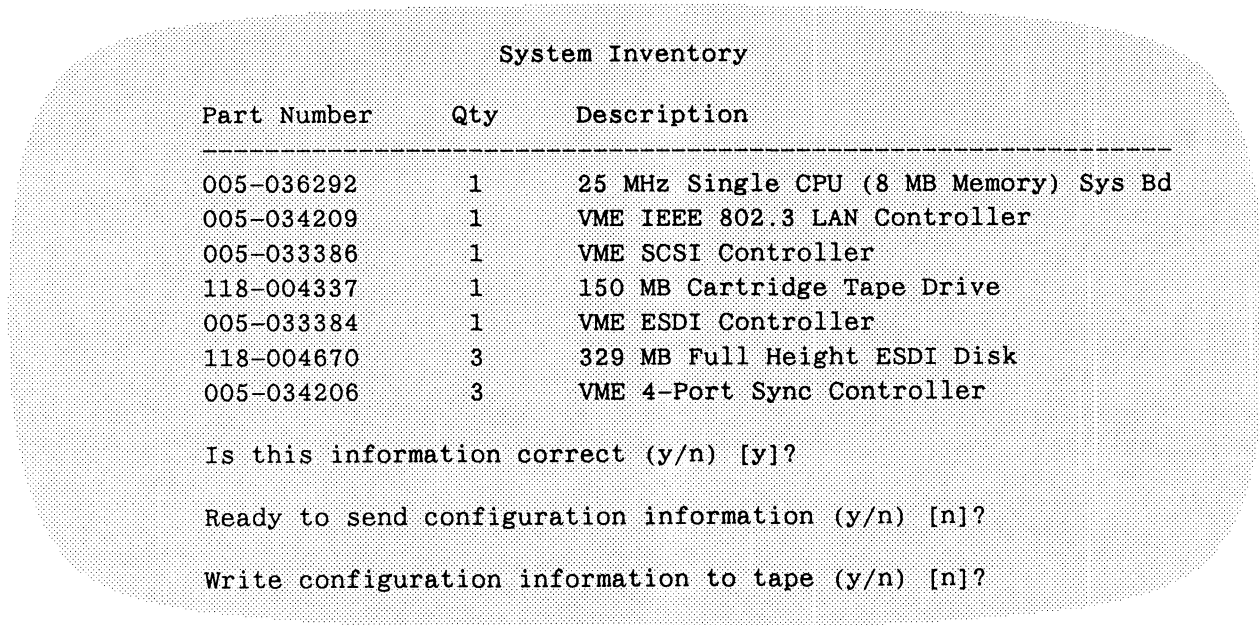 System Inventory
Part Number Qty Description
------------------------------------------------------------
005-036292 1 25 MHz Single CPU (8 MB Memory) Sys Bd
005-034209 1 VME IEEE 802.3 LAN Controller
005-033386 1 VME SCSI Controller
118-004337 1 150 MB Cartridge Tape Drive
005-033384 1 VME ESDI Controller
118-004670 3 329 MB Full Height ESDI Disk
005-034206 3 VME 4-Port Sync Controller
Is this information correct (y/n) [y]?
Ready to send configuration information (y/n) [n]?
Write configuration information to tape (y/n) [n]?